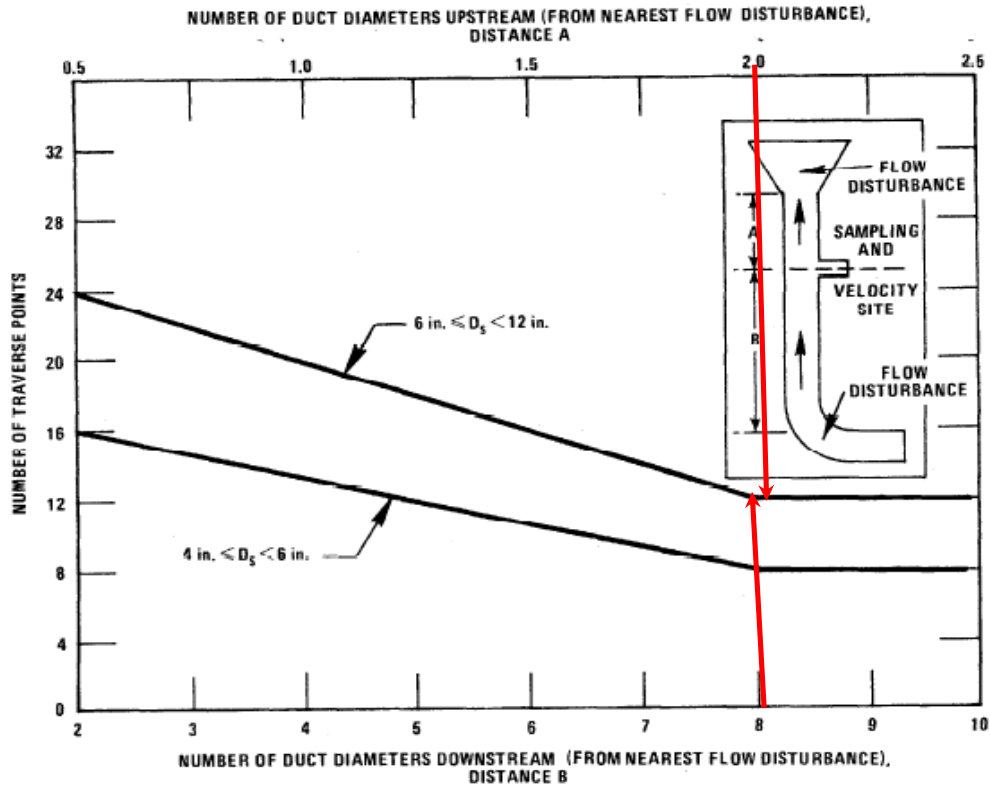 NUMBER OF DUCT DIAMETERS UPSTREAM (FROM NEAREST FLOW DISTURBANCE),
DISTANCE A
0.5 1.0 1.5 2.0 2.5
32
28
24
20
16
12
8
4
0
NUMBER OF TRAVERSE POINTS
6 in. ⩽ Ds < 12 in.
4 in. ⩽ Ds < 6 in.
FLOW
DISTURBANCE
A
SAMPLING
AND
VELOCITY
SITE
B
FLOW
DISTURBANCE
2 3 4 5 6 7 8 9 10
NUMBER OF DUCT DIAMETERS DOWNSTREAM (FROM NEAREST FLOW DISTURBANCE),
DISTANCE B